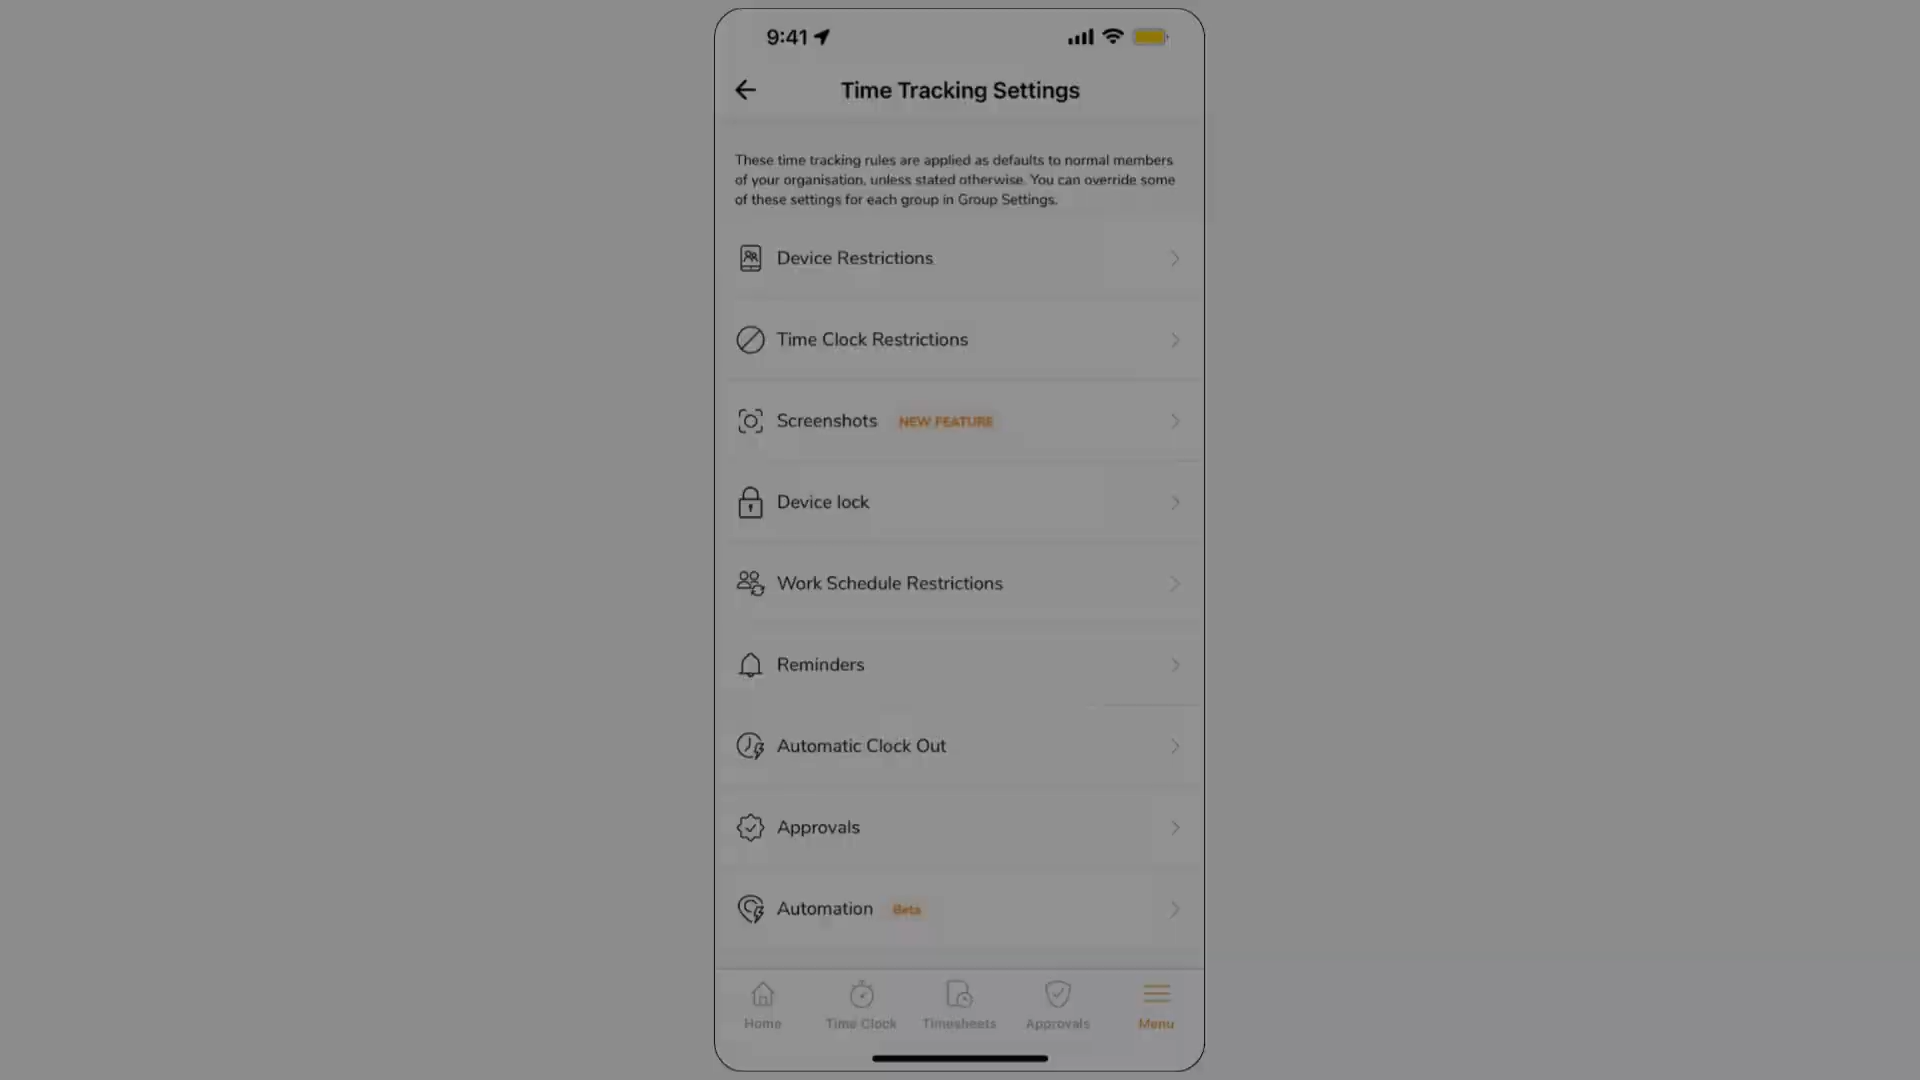 9:41
Time Tracking Settings
These time tracking rules are applied as defaults to normal members
of your organisation, unless stated otherwise. You can override some
of these settings for each group in Group Settings.
Device Restrictions
Time Clock Restrictions
Screenshots NEW FEATURE
Device lock
Work Schedule Restrictions
Reminders
Automatic Clock Out
Approvals
Automation Beta
Home Time Clock Timesheets Approvals Menu